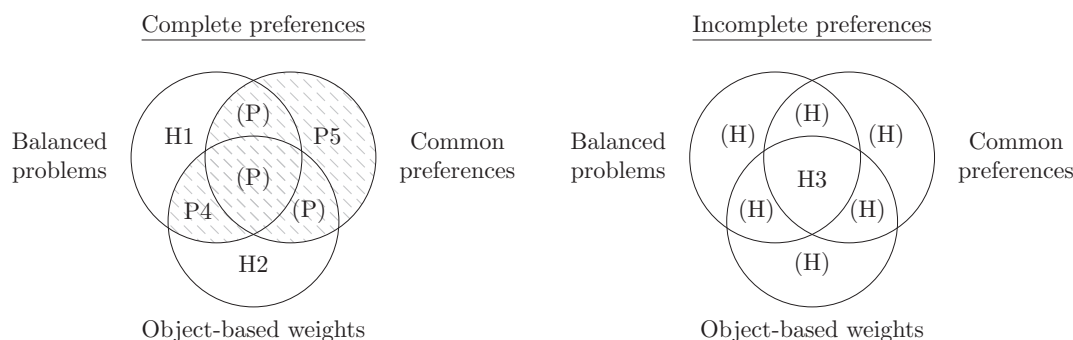 Complete preferences
Incomplete preferences
(P)
(H)
H1
P5
(H)
(H)
Balanced
problems
Common
preferences
Balanced
problems
Common
preferences
(P)
H3
P4
(P)
(H)
(H)
H2
(H)
Object-based weights
Object-based weights